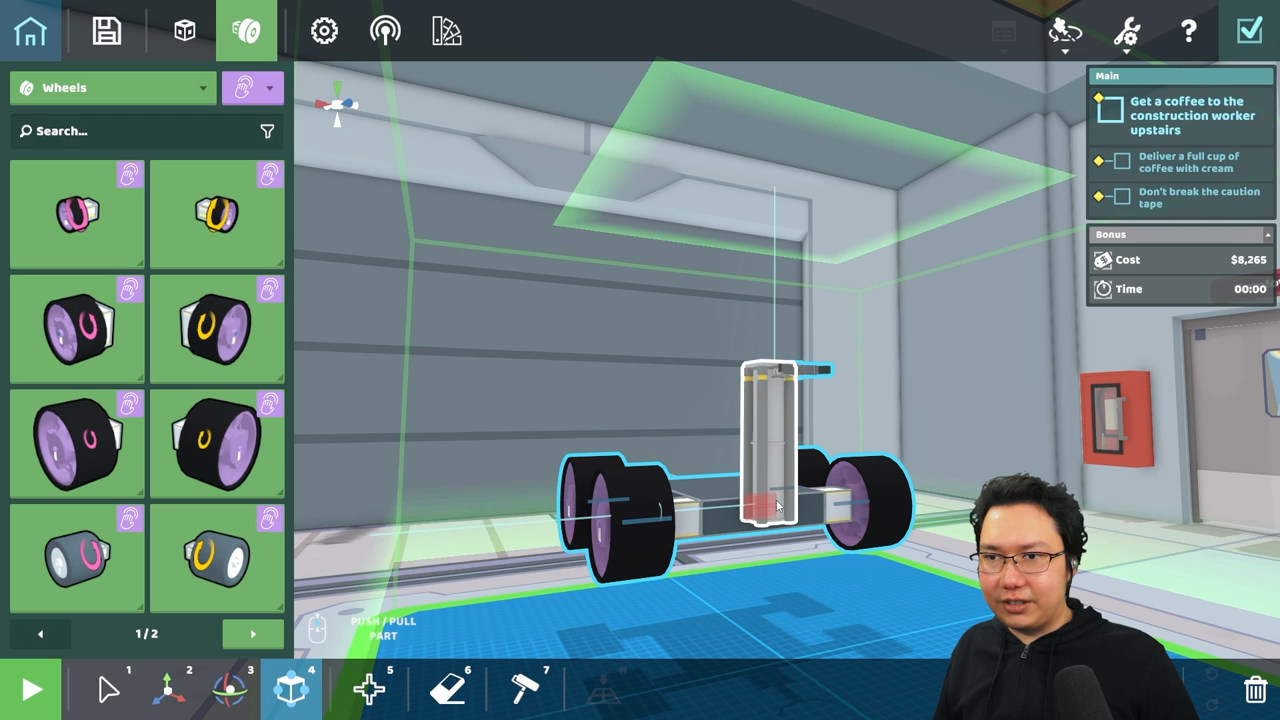 Wheels
Search...
1/2
PUSH / PULL
PART
1
2
3
4
5
6
7
Main
Get a coffee to the
construction worker
upstairs
Deliver a full cup of
coffee with cream
Don't break the caution
tape
Bonus
Cost
$8,265
Time
00:00